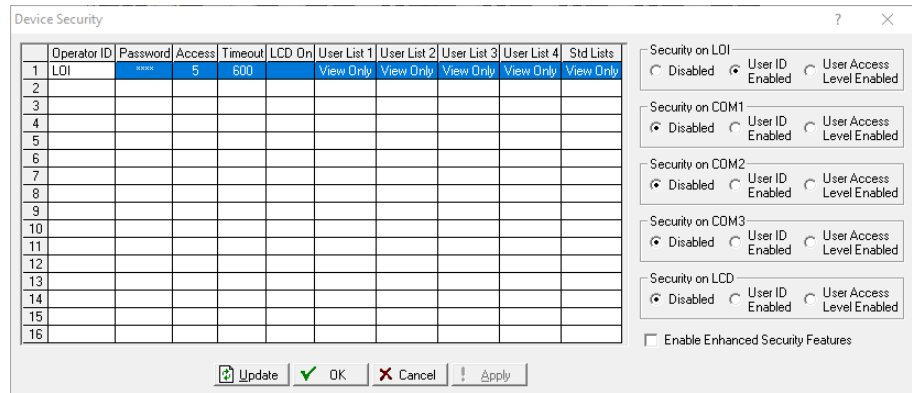 Device Security ? ×
Operator ID Password Access Timeout LCD On User List 1 User List 2 User List 3 User List 4 Std Lists
1 LOI **** 5 600 View Only View Only View Only View Only View Only
2
3
4
5
6
7
8
9
10
11
12
13
14
15
16
Security on LOI
Disabled User ID Enabled User Access Level Enabled
Security on COM1
Disabled User ID Enabled User Access Level Enabled
Security on COM2
Disabled User ID Enabled User Access Level Enabled
Security on COM3
Disabled User ID Enabled User Access Level Enabled
Security on LCD
Disabled User ID Enabled User Access Level Enabled
Enable Enhanced Security Features
Update OK Cancel ! Apply